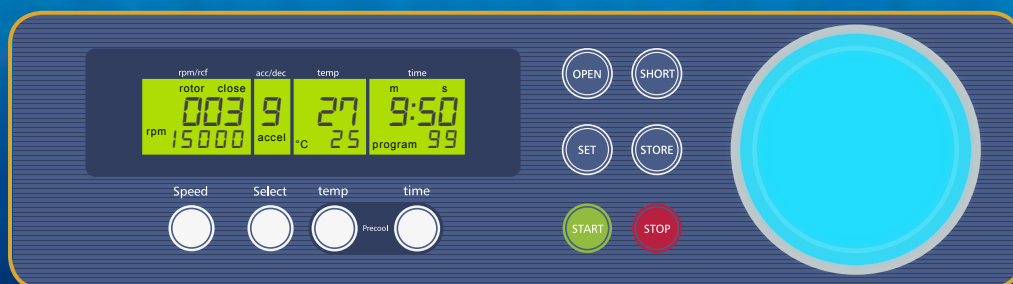 rpm/rcf acc/dec temp time
rotor close m s
003 9 27 9:50
rpm 15000 accel °C 25 program 99
Speed Select temp time
Precool
OPEN SHORT
SET STORE
START STOP